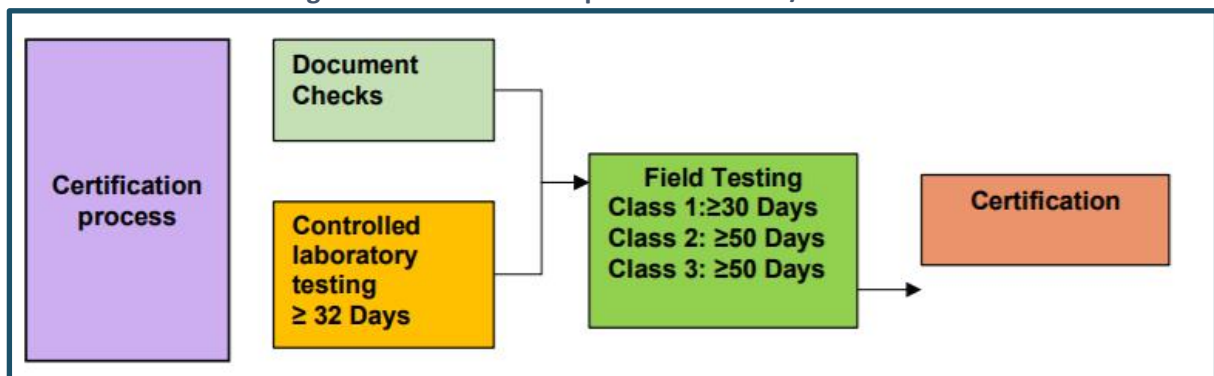 Certification
process
Document
Checks
Controlled
laboratory
testing
≥ 32 Days
Field Testing
Class 1:≥30 Days
Class 2: ≥50 Days
Class 3: ≥50 Days
Certification